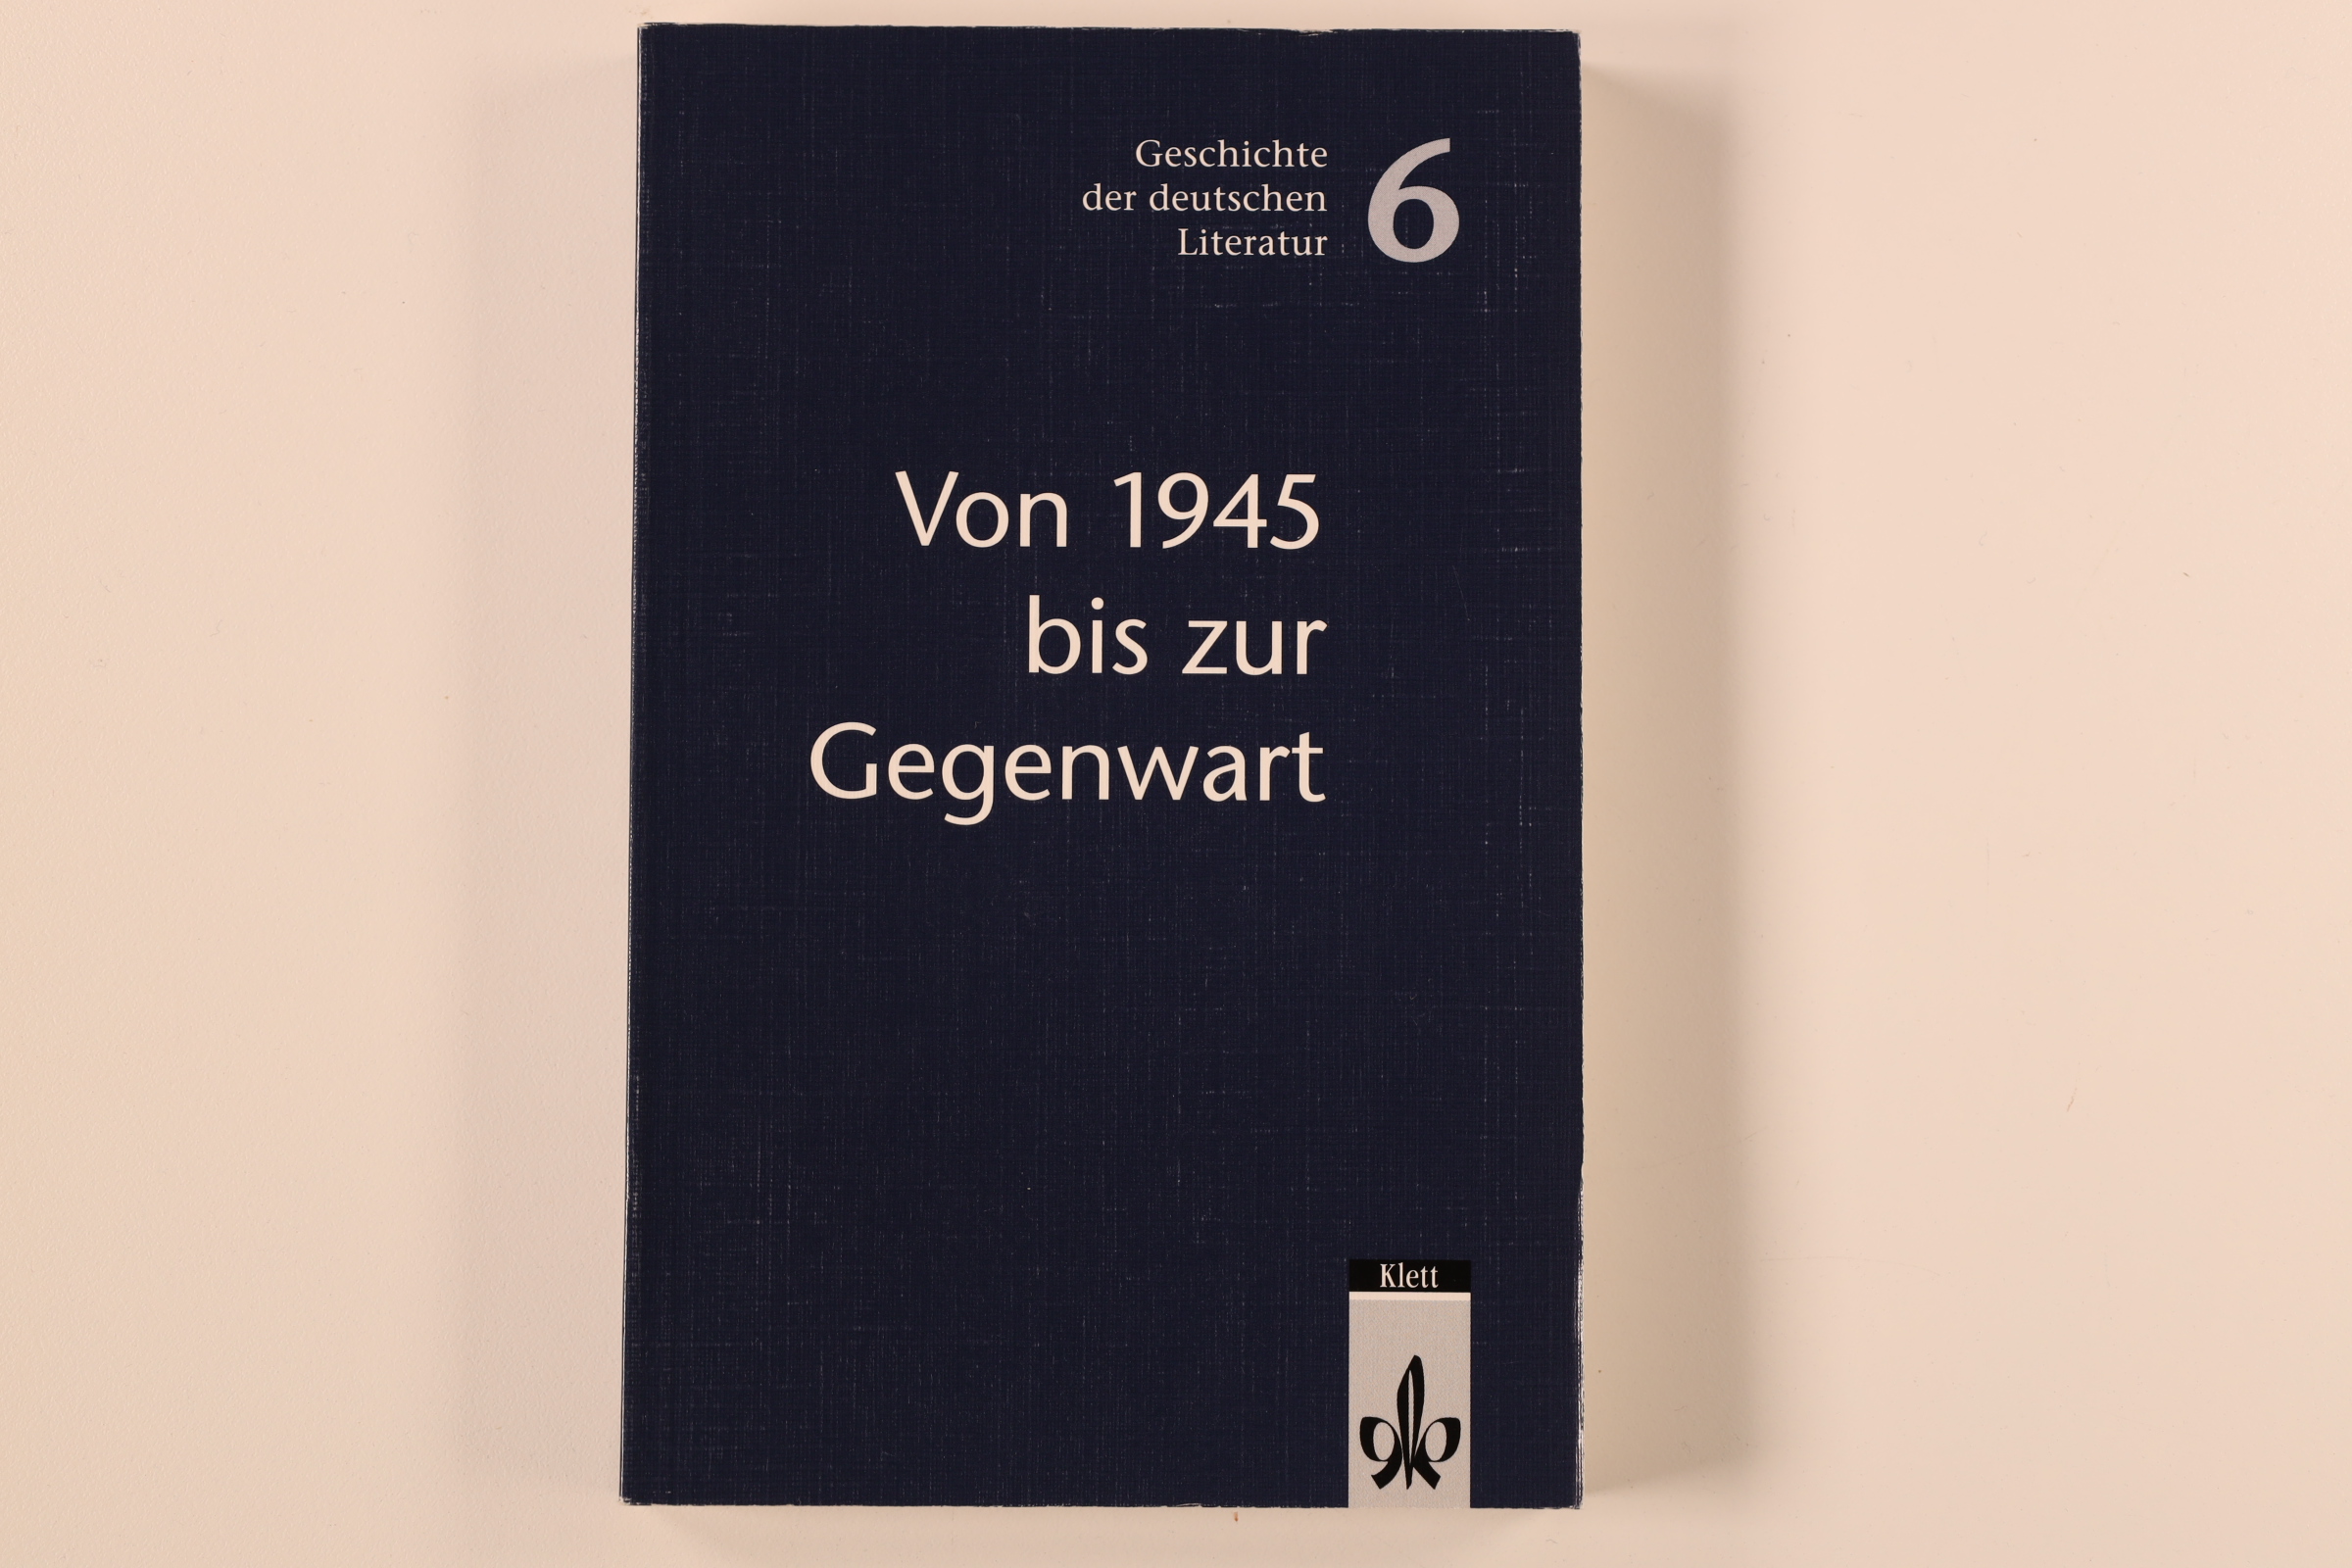 Geschichte
der deutschen
Literatur
6
Von 1945
bis zur
Gegenwart
Klett